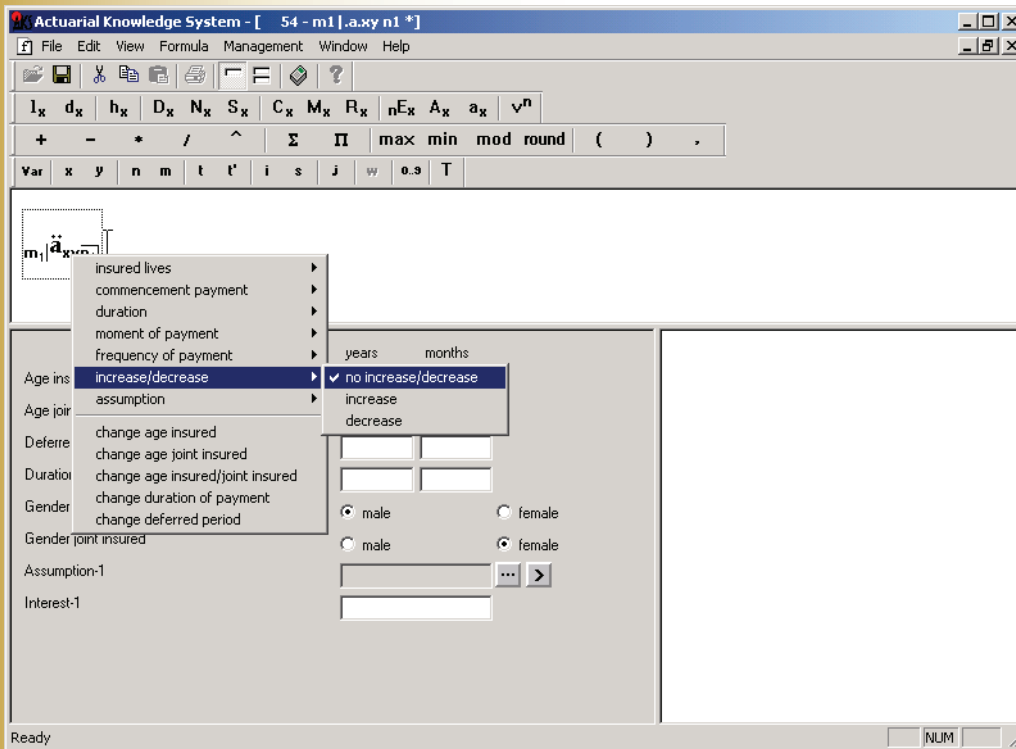 Actuarial Knowledge System - [ 54 - m1|.a.xy n1 *]
File Edit View Formula Management Window Help
lx dx hx Dx Nx Sx Cx Mx Rx nEx Ax ax vn
+ - * / ^ Σ Π max min mod round ( ) ,
Var x y n m t t' i s j w 0..9 T
m1|ä
insured lives
commencement payment
duration
moment of payment
frequency of payment
years months
Age ins
increase/decrease
✓ no increase/decrease
assumption
increase
Age join
decrease
change age insured
Deferre
change age joint insured
Duration
change age insured/joint insured
change duration of payment
Gender
change deferred period
male female
Gender joint insured
male female
Assumption-1
... >
Interest-1
Ready
NUM